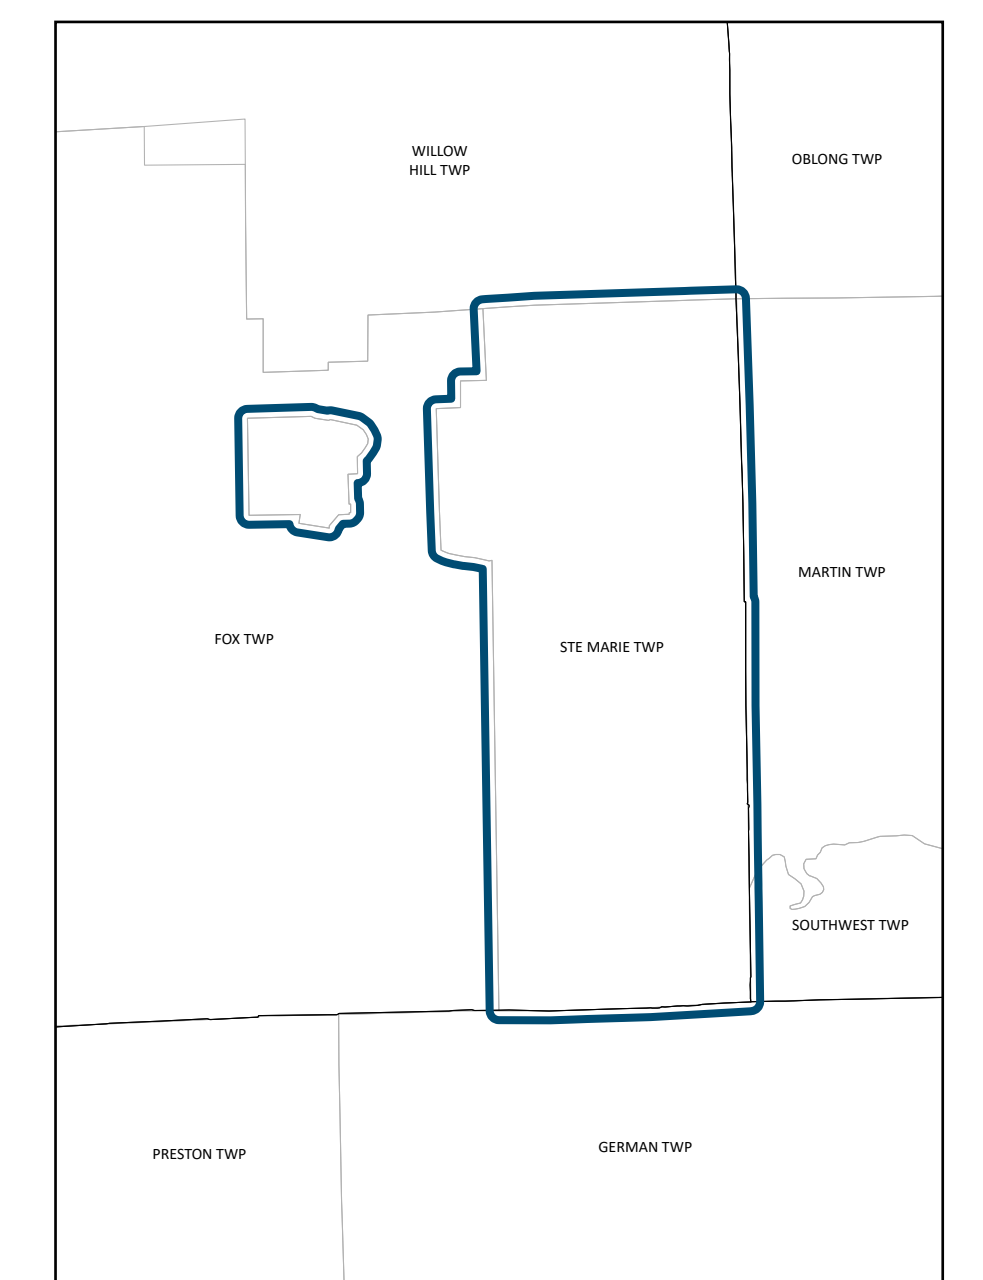 WILLOW
HILL TWP
OBLONG TWP
MARTIN TWP
FOX TWP
STE MARIE TWP
SOUTHWEST TWP
GERMAN TWP
PRESTON TWP